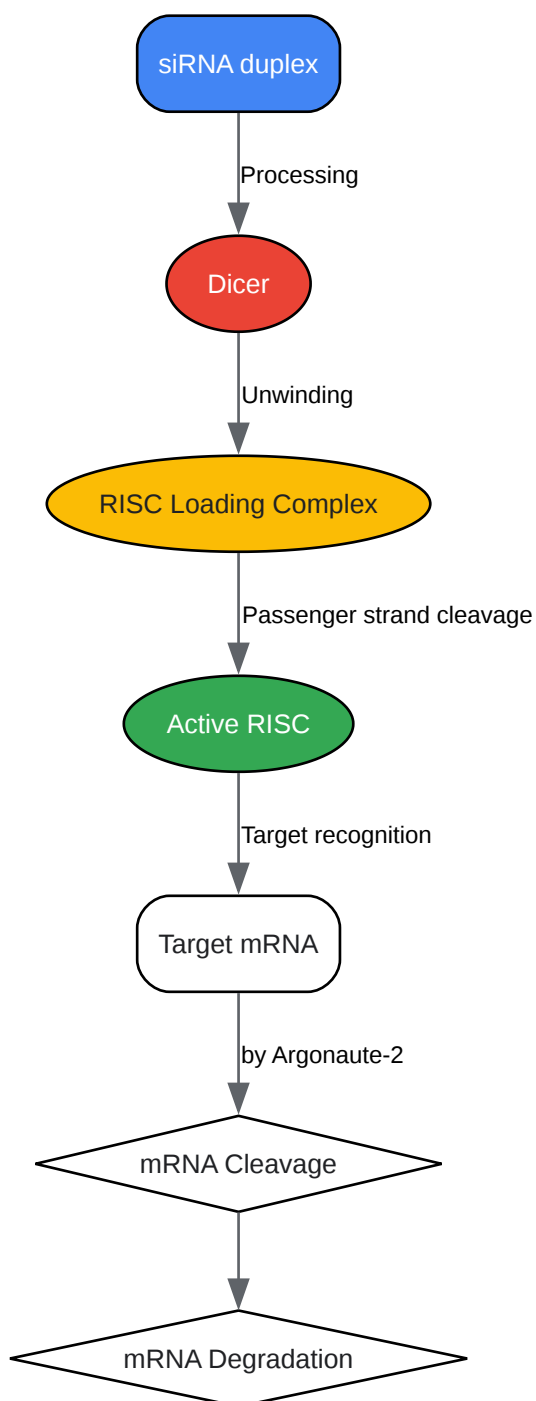 siRNA duplex
Processing
Dicer
Unwinding
RISC Loading Complex
Passenger strand cleavage
Active RISC
Target recognition
Target mRNA
by Argonaute-2
mRNA Cleavage
mRNA Degradation